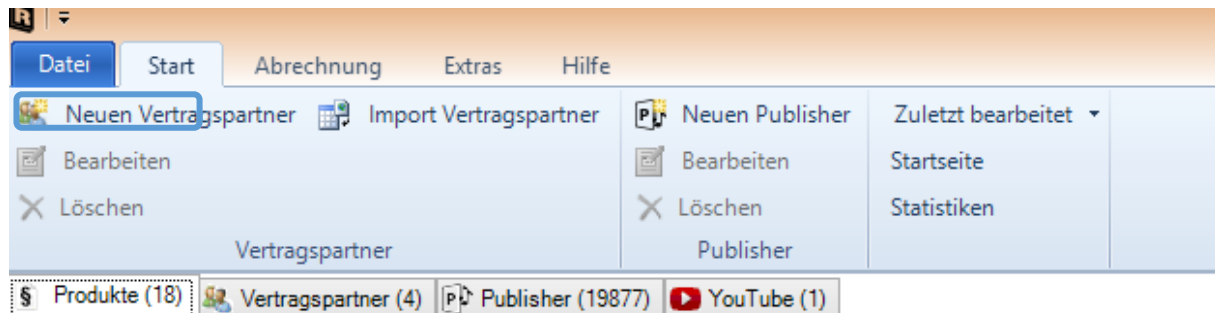 Datei Start Abrechnung Extras Hilfe
Neuen Vertragspartner Import Vertragspartner Neuen Publisher Zuletzt bearbeitet
Bearbeiten Bearbeiten Startseite
Löschen Löschen Statistiken
Vertragspartner Publisher
§ Produkte (18) Vertragspartner (4) Publisher (19877) YouTube (1)